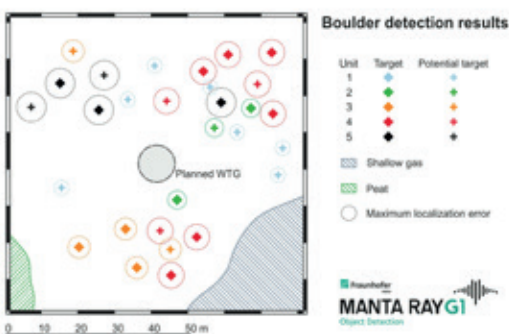 Boulder detection results
Unit Target Potential target
1
2
3
4
5
Shallow gas
Peat
Maximum localization error
Planned WTG
Fraunhofer
MANTA RAY G1
Object Detection
0 10 20 30 40 50 m